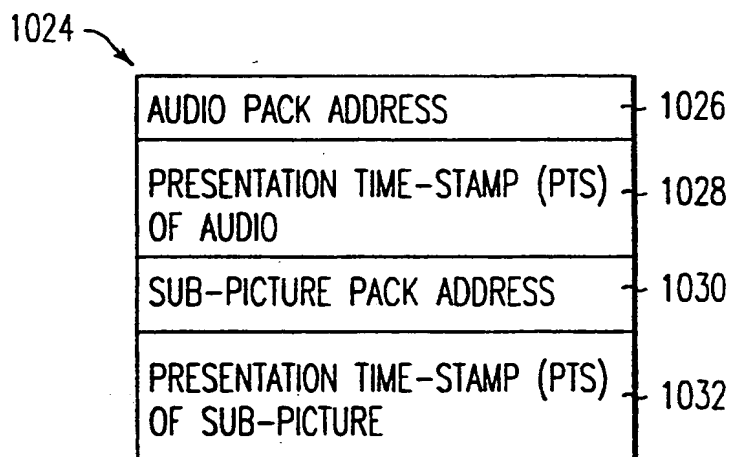 1024
AUDIO PACK ADDRESS 1026
PRESENTATION TIME-STAMP (PTS) 1028
OF AUDIO
SUB-PICTURE PACK ADDRESS 1030
PRESENTATION TIME-STAMP (PTS) 1032
OF SUB-PICTURE